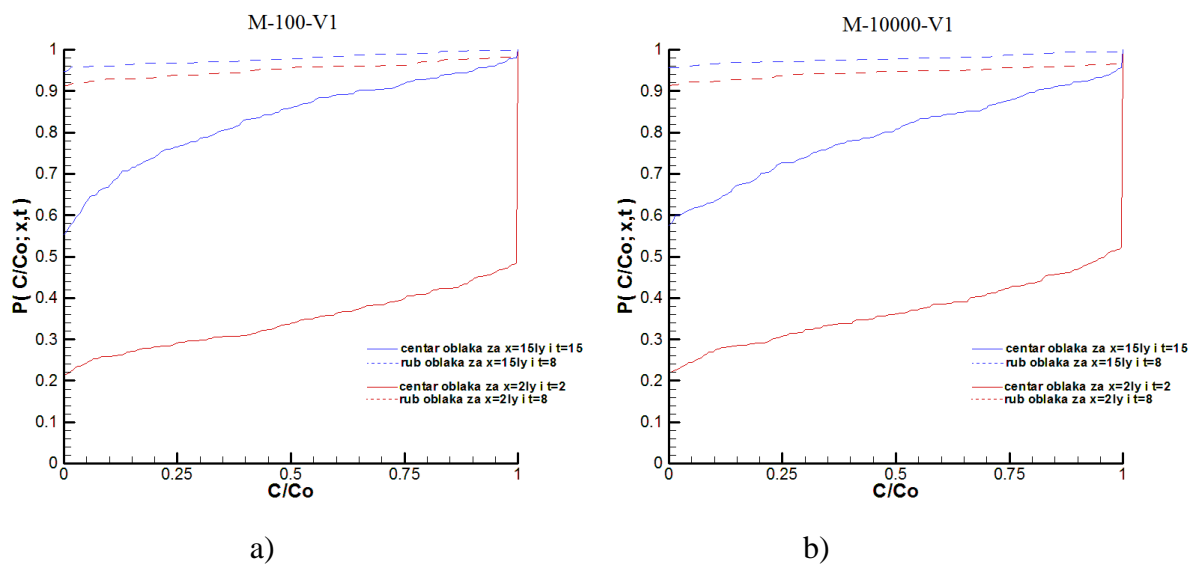 M-100-V1
1
0.9
0.8
0.7
0.6
0.5
0.4
0.3
0.2
0.1
0
P( C/Co; x,t )
0
0.25
0.5
0.75
1
C/Co
centar oblaka za x=15ly i t=15
rub oblaka za x=15ly i t=8
centar oblaka za x=2ly i t=2
rub oblaka za x=2ly i t=8
a)
M-10000-V1
1
0.9
0.8
0.7
0.6
0.5
0.4
0.3
0.2
0.1
0
P( C/Co; x,t )
0
0.25
0.5
0.75
1
C/Co
centar oblaka za x=15ly i t=15
rub oblaka za x=15ly i t=8
centar oblaka za x=2ly i t=2
rub oblaka za x=2ly i t=8
b)